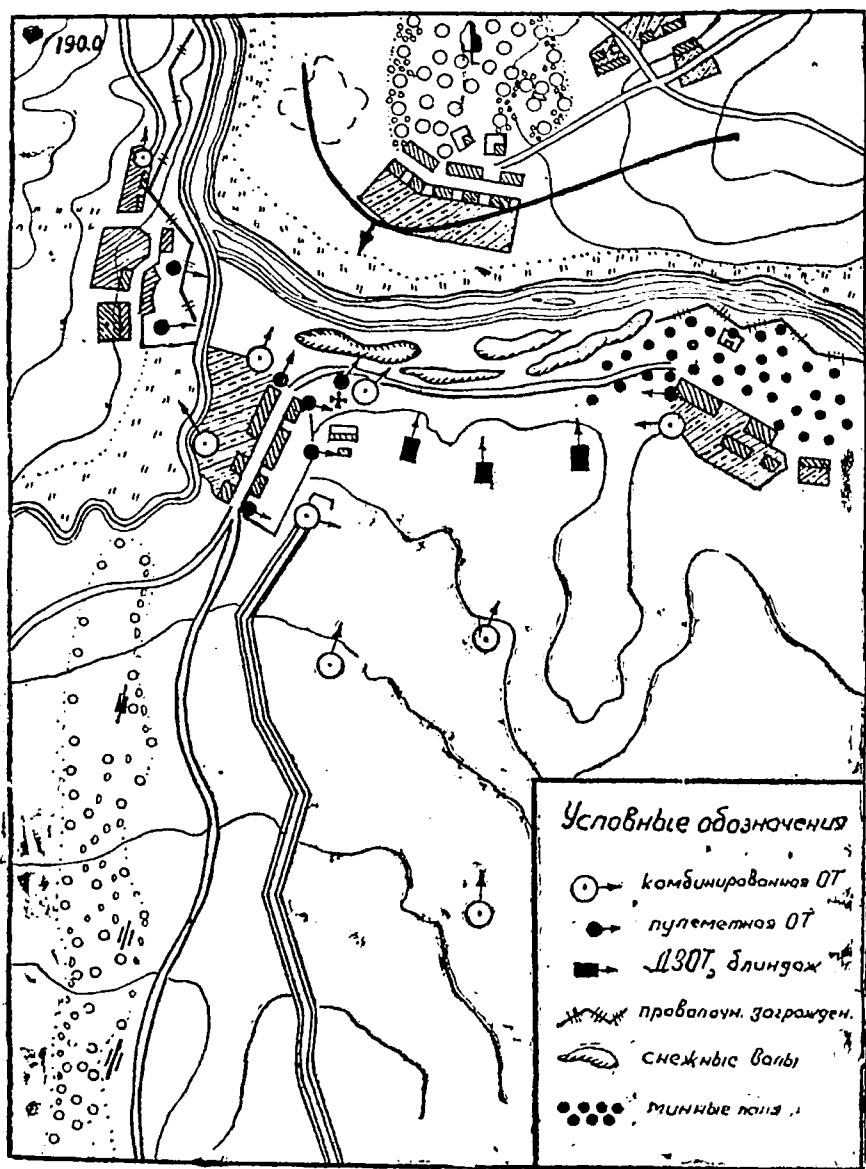 190.0
Условные обозначения
комбинированная ОТ
пулеметная ОТ
ДЗОТ, блиндаж
проволочн. загражден.
снежные валы
минные поля